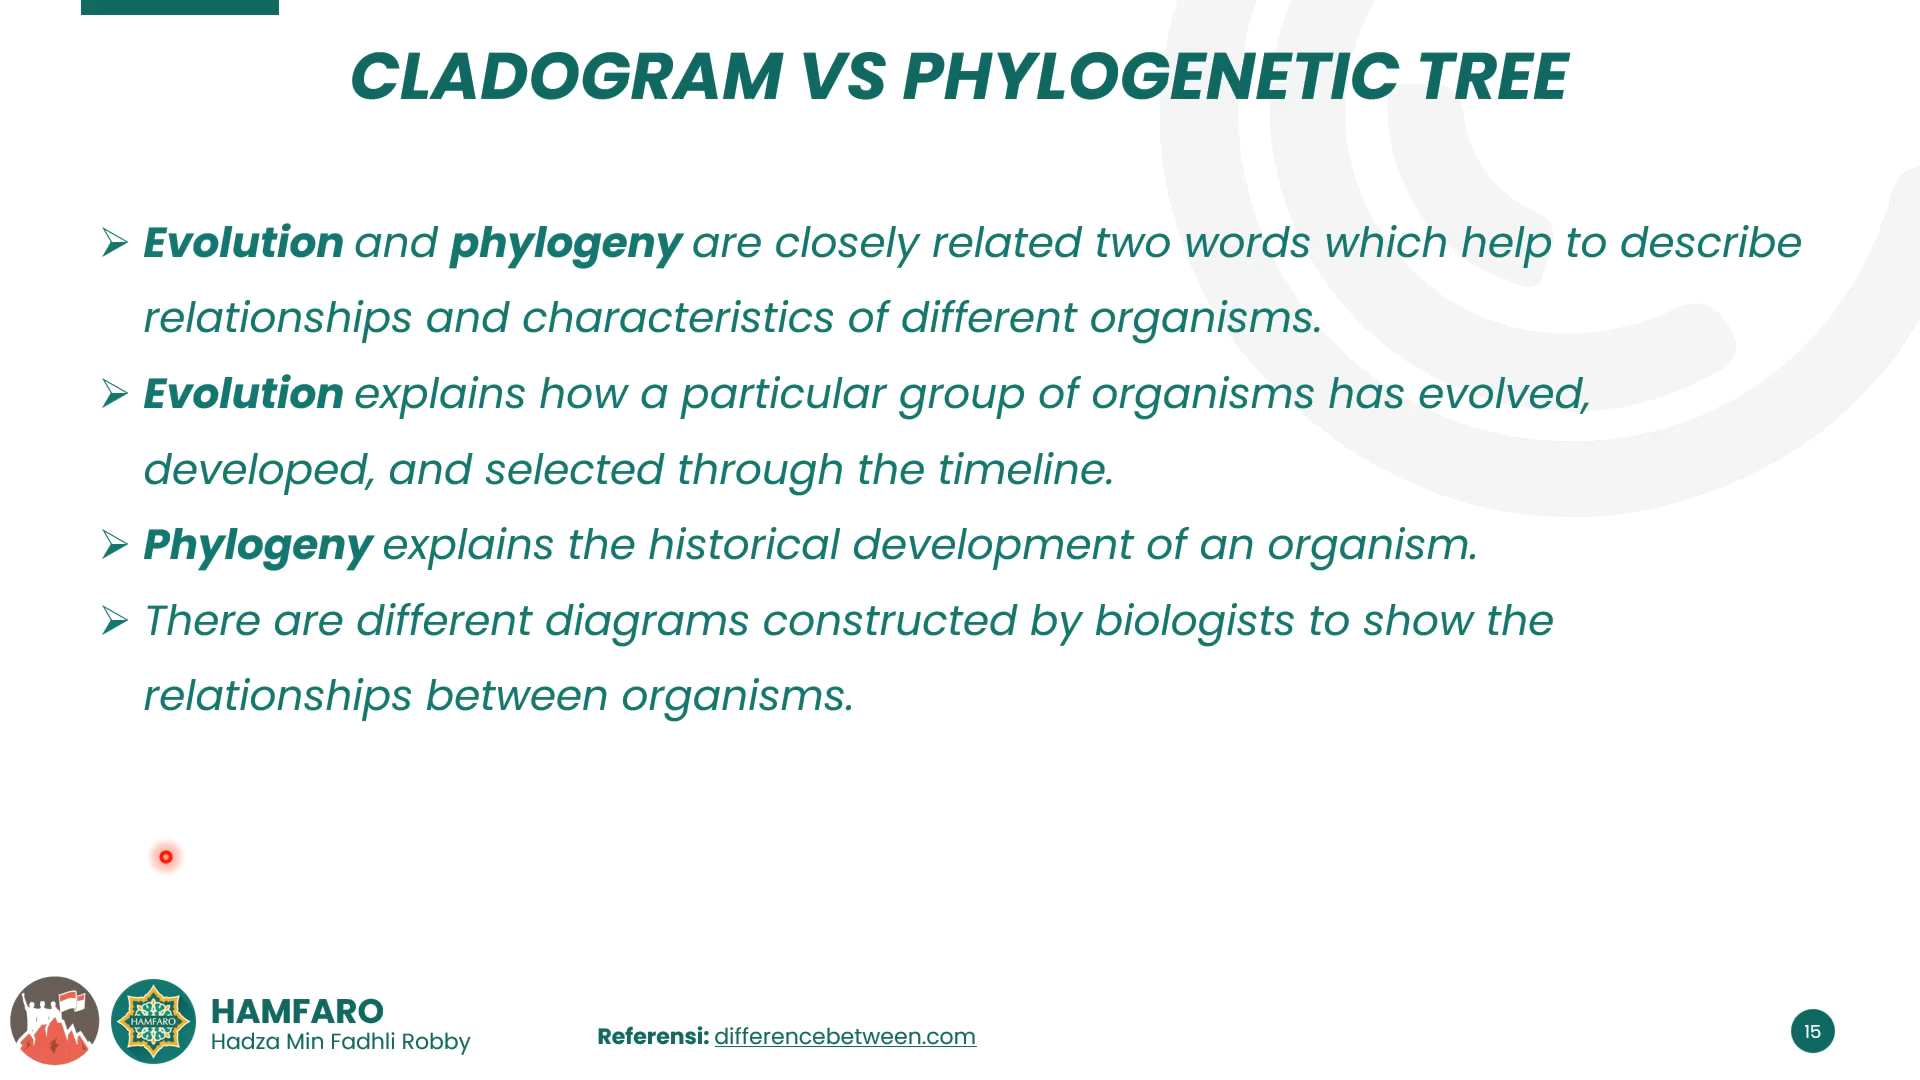 CLADOGRAM VS PHYLOGENETIC TREE
➢ Evolution and phylogeny are closely related two words which help to describe
relationships and characteristics of different organisms.
➢ Evolution explains how a particular group of organisms has evolved,
developed, and selected through the timeline.
➢ Phylogeny explains the historical development of an organism.
➢ There are different diagrams constructed by biologists to show the
relationships between organisms.
HAMFARO
HAMFARO
Hadza Min Fadhli Robby
Referensi: differencebetween.com
15